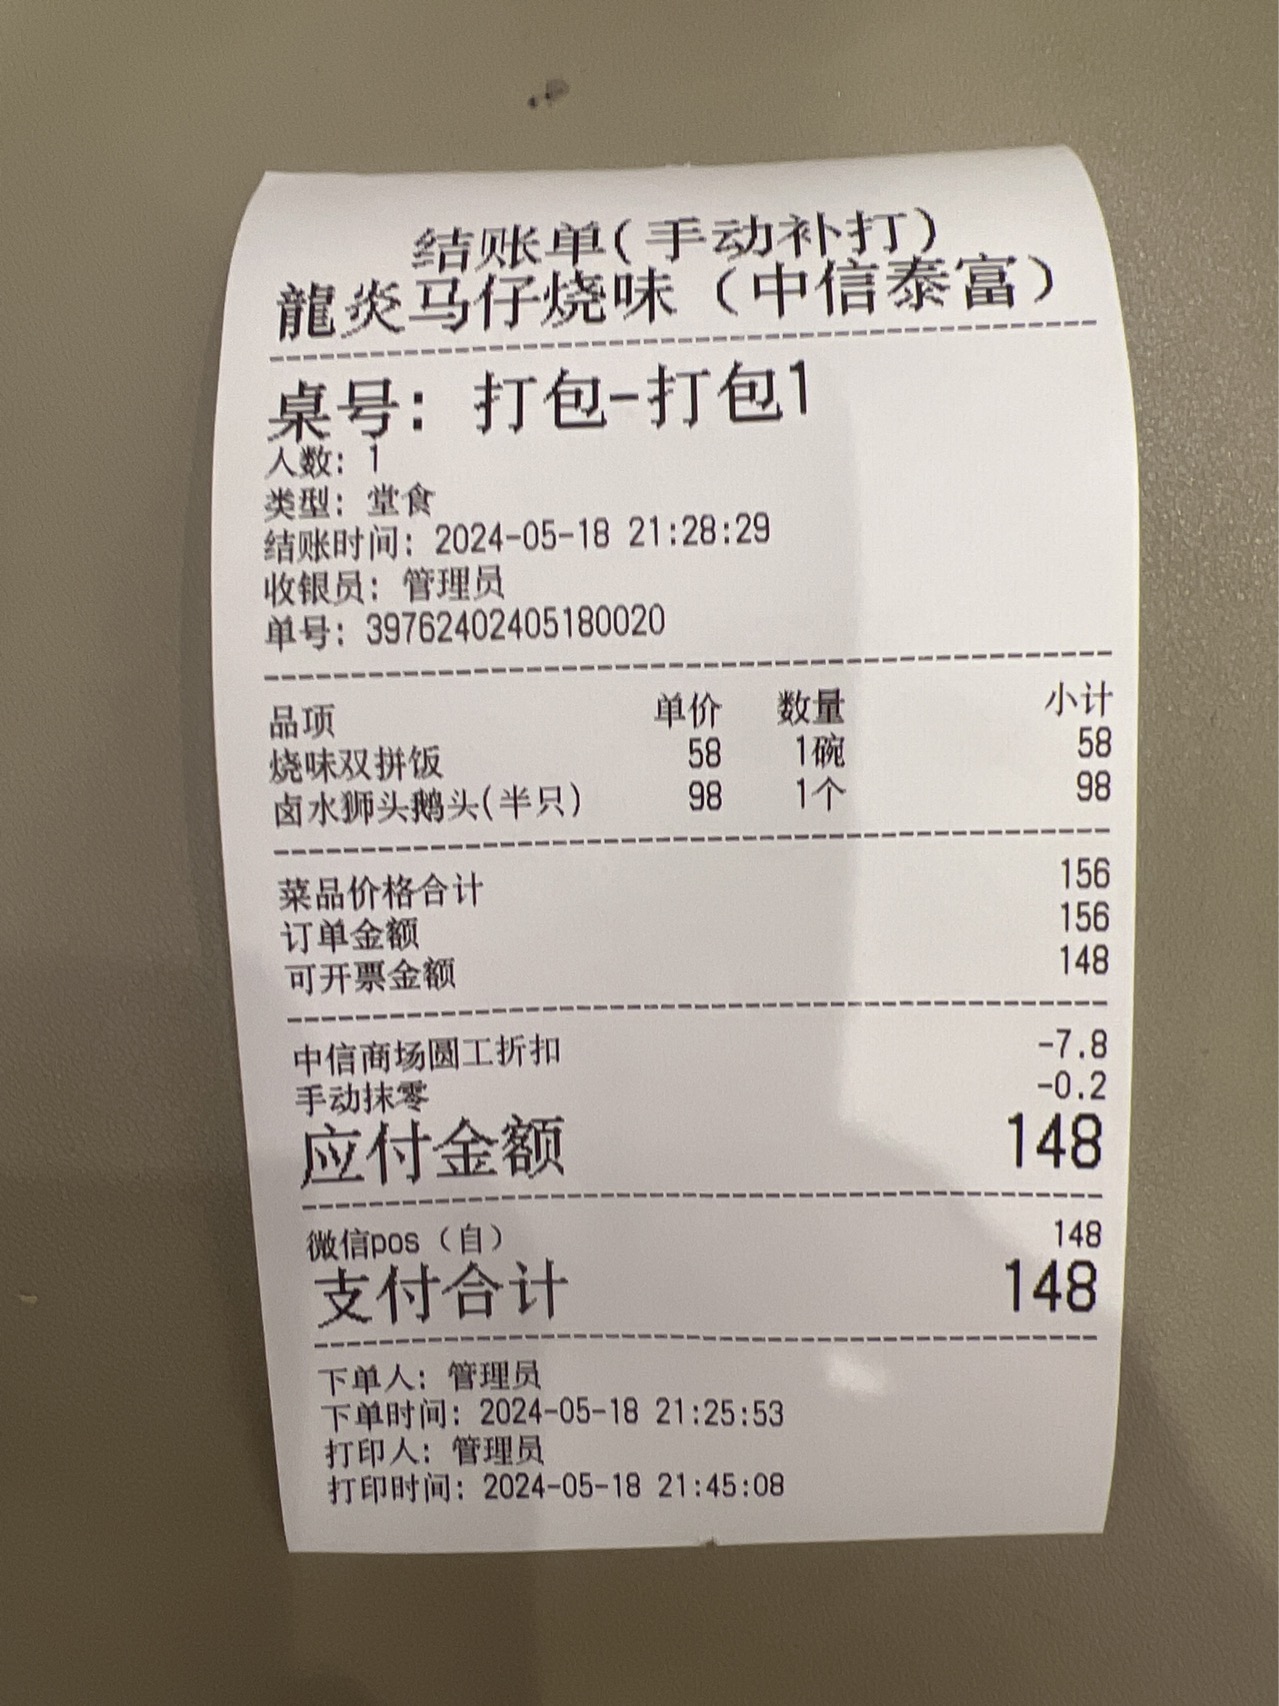 结账单(手动补打)
龍炎马仔烧味（中信泰富）
桌号：打包-打包1
人数：1
类型：堂食
结账时间：2024-05-18 21:28:29
收银员：管理员
单号：39762402405180020
品项 单价 数量 小计
烧味双拼饭 58 1碗 58
卤水狮头鹅头(半只) 98 1个 98
菜品价格合计 156
订单金额 156
可开票金额 148
中信商场圆工折扣 -7.8
手动抹零 -0.2
应付金额 148
微信pos（自） 148
支付合计 148
下单人：管理员
下单时间：2024-05-18 21:25:53
打印人：管理员
打印时间：2024-05-18 21:45:08